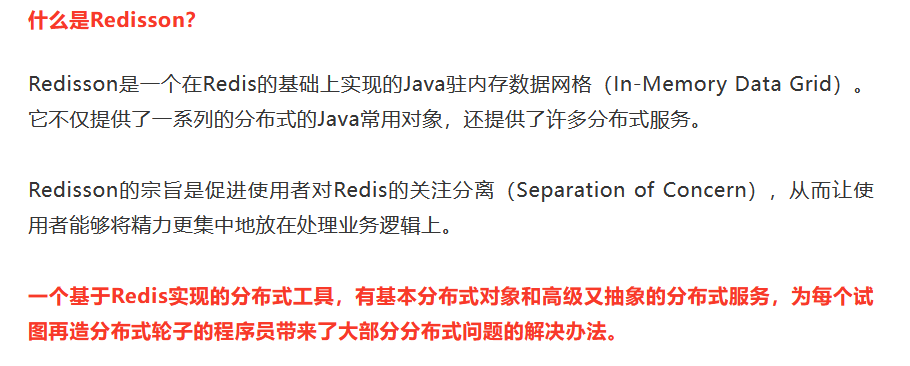 什么是Redisson？
Redisson是一个在Redis的基础上实现的Java驻内存数据网格（In-Memory Data Grid）。
它不仅提供了一系列的分布式的Java常用对象，还提供了许多分布式服务。
Redisson的宗旨是促进使用者对Redis的关注分离（Separation of Concern），从而让使
用者能够将精力更集中地放在处理业务逻辑上。
一个基于Redis实现的分布式工具，有基本分布式对象和高级又抽象的分布式服务，为每个试
图再造分布式轮子的程序员带来了大部分分布式问题的解决办法。